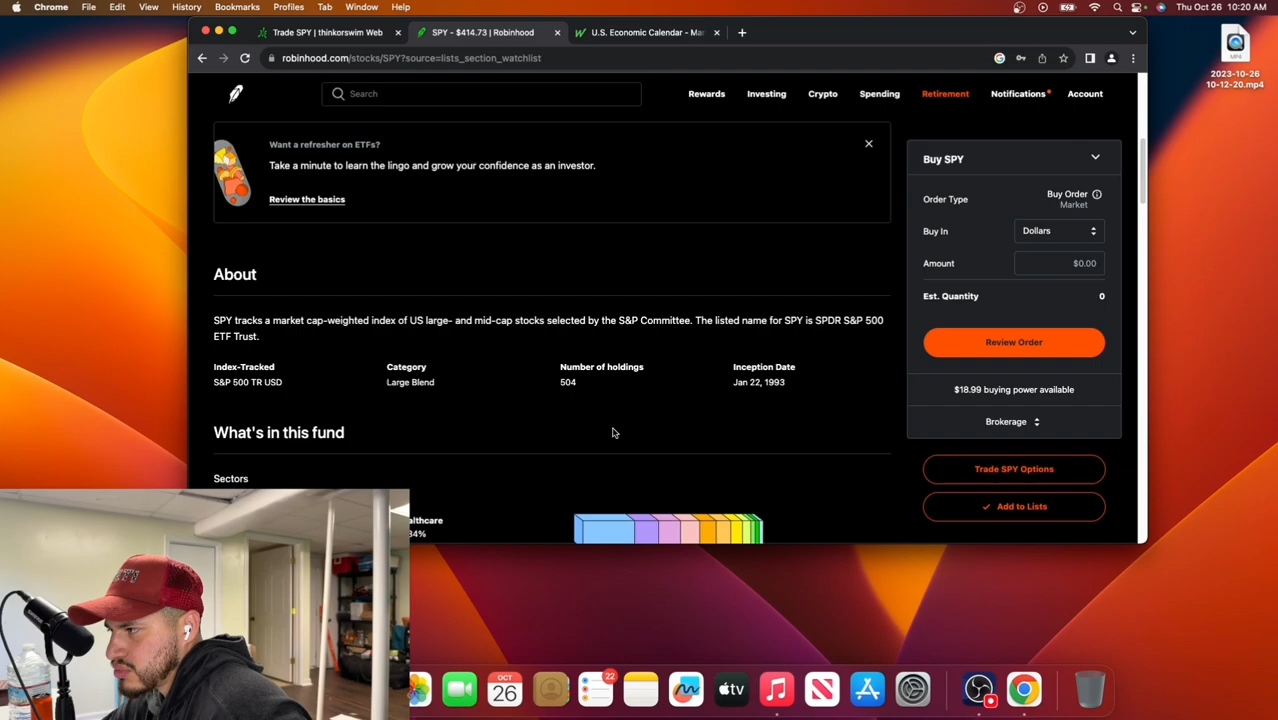 Chrome File Edit View History Bookmarks Profiles Tab Window Help Thu Oct 26 10:20 AM
Trade SPY | thinkorswim Web
SPY - $414.73 | Robinhood
U.S. Economic Calendar - Mar
robinhood.com/stocks/SPY?source=lists_section_watchlist
2023-10-26
10-12-20.mp4
MP4
Search
Rewards Investing Crypto Spending Retirement Notifications Account
Want a refresher on ETFs?
Take a minute to learn the lingo and grow your confidence as an investor.
Review the basics
About
SPY tracks a market cap-weighted index of US large- and mid-cap stocks selected by the S&P Committee. The listed name for SPY is SPDR S&P 500
ETF Trust.
Index-Tracked Category Number of holdings Inception Date
S&P 500 TR USD Large Blend 504 Jan 22, 1993
What's in this fund
Sectors
ealthcare
34%
Buy SPY
Order Type Buy Order
Market
Buy In Dollars
Amount $0.00
Est. Quantity 0
Review Order
$18.99 buying power available
Brokerage
Trade SPY Options
Add to Lists
OCT
26
22
tv